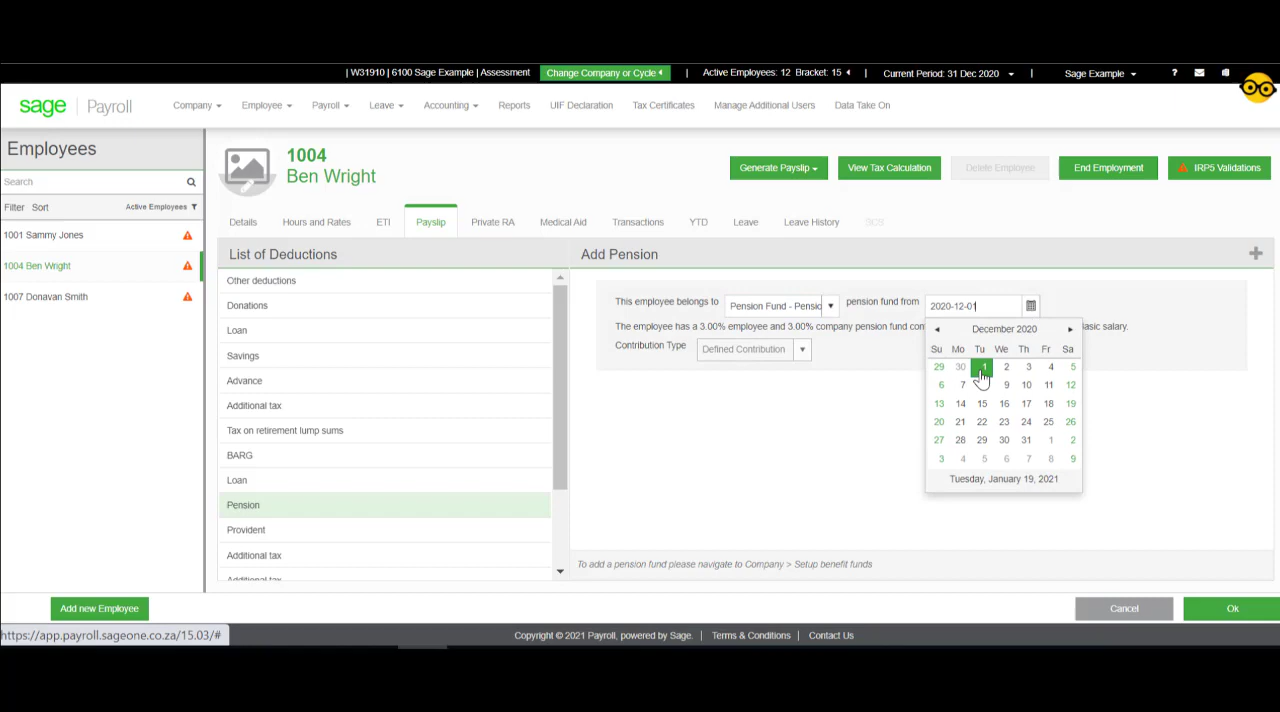 | W31910 | 6100 Sage Example | Assessment Change Company or Cycle | Active Employees: 12 Bracket: 15 | Current Period: 31 Dec 2020 | Sage Example ?
sage Payroll Company Employee Payroll Leave Accounting Reports UIF Declaration Tax Certificates Manage Additional Users Data Take On
Employees
Search
Filter Sort Active Employees
1001 Sammy Jones
1004 Ben Wright
1007 Donavan Smith
1004
Ben Wright
Generate Payslip View Tax Calculation Delete Employee End Employment IRP5 Validations
Details Hours and Rates ETI Payslip Private RA Medical Aid Transactions YTD Leave Leave History
List of Deductions
Other deductions
Donations
Loan
Savings
Advance
Additional tax
Tax on retirement lump sums
BARG
Loan
Pension
Provident
Additional tax
Additional tax
Add Pension
This employee belongs to Pension Fund - Pensio pension fund from 2020-12-01
The employee has a 3.00% employee and 3.00% company pension fund con asic salary.
Contribution Type Defined Contribution
December 2020
Su Mo Tu We Th Fr Sa
29 30 1 2 3 4 5
6 7 9 10 11 12
13 14 15 16 17 18 19
20 21 22 23 24 25 26
27 28 29 30 31 1 2
3 4 5 6 7 8 9
Tuesday, January 19, 2021
To add a pension fund please navigate to Company > Setup benefit funds
Add new Employee Cancel Ok
https://app.payroll.sageone.co.za/15.03/#
Copyright © 2021 Payroll, powered by Sage. | Terms & Conditions | Contact Us